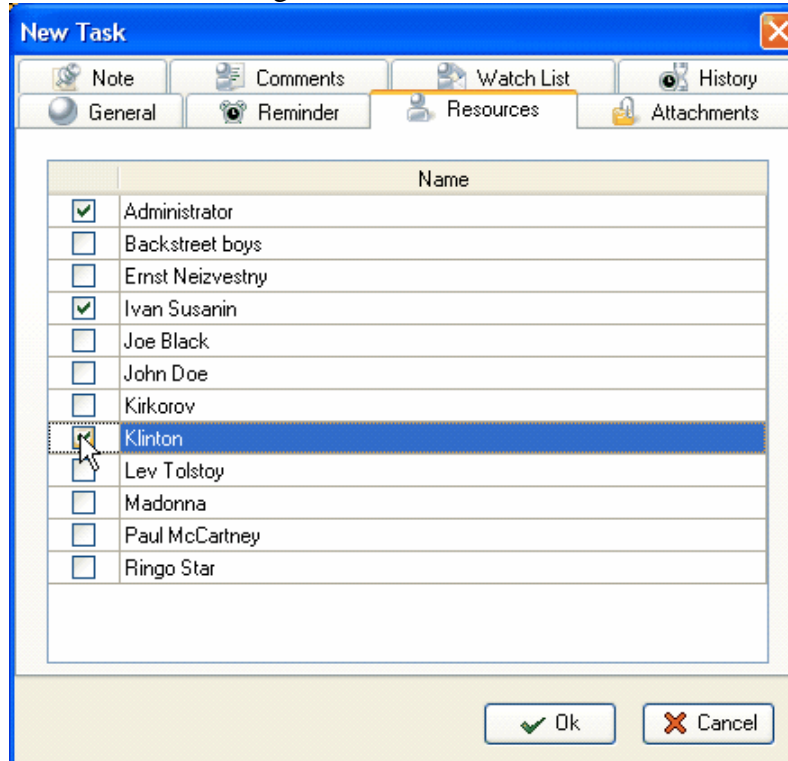 New Task
Note Comments Watch List History
General Reminder Resources Attachments
Name
Administrator
Backstreet boys
Ernst Neizvestny
Ivan Susanin
Joe Black
John Doe
Kirkorov
Klinton
Lev Tolstoy
Madonna
Paul McCartney
Ringo Star
Ok Cancel